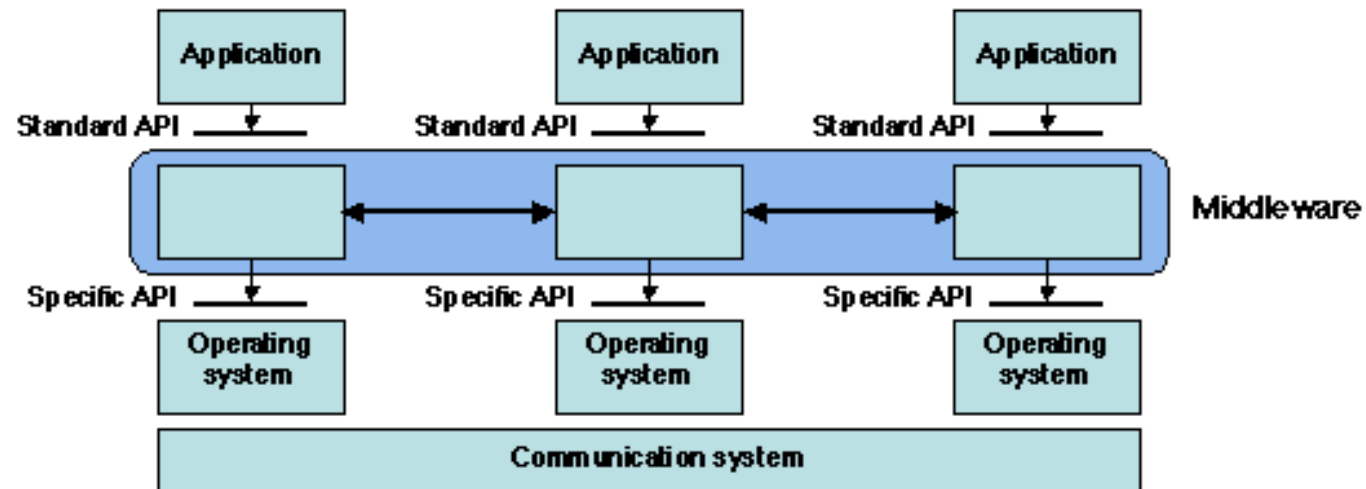 Application Application Application
Standard API Standard API Standard API
Middleware
Specific API Specific API Specific API
Operating system Operating system Operating system
Communication system